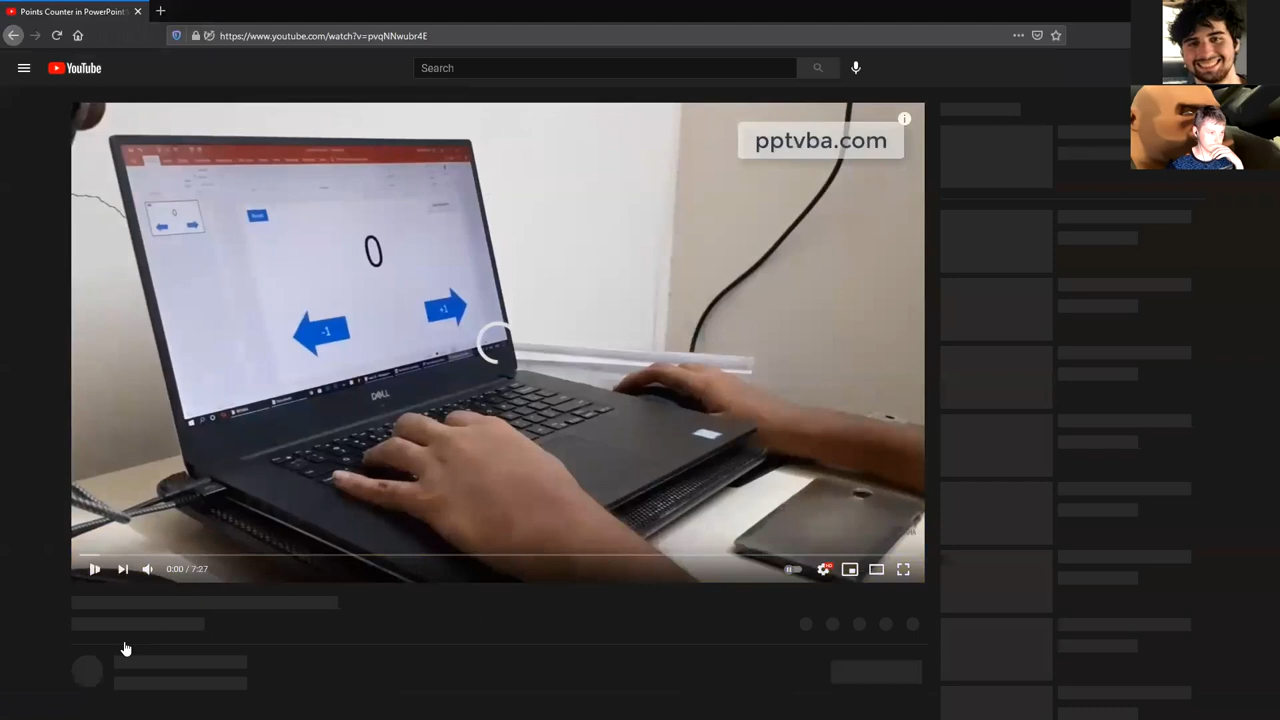 Points Counter in PowerPoint
https://www.youtube.com/watch?v=pvqNNwubr4E
YouTube
Search
pptvba.com
0
-1
+1
DELL
0:00 / 7:27
HD